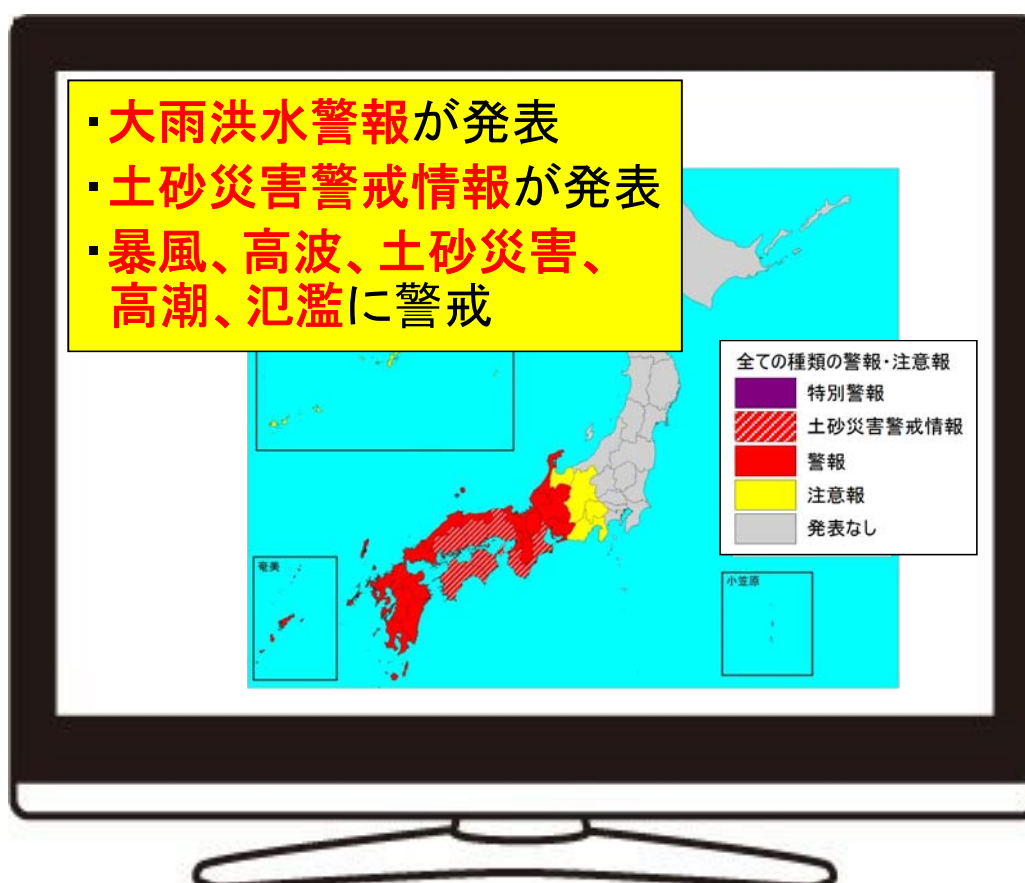 ・大雨洪水警報が発表
・土砂災害警戒情報が発表
・暴風、高波、土砂災害、
高潮、氾濫に警戒
全ての種類の警報・注意報
特別警報
土砂災害警戒情報
警報
注意報
発表なし
奄美
小笠原